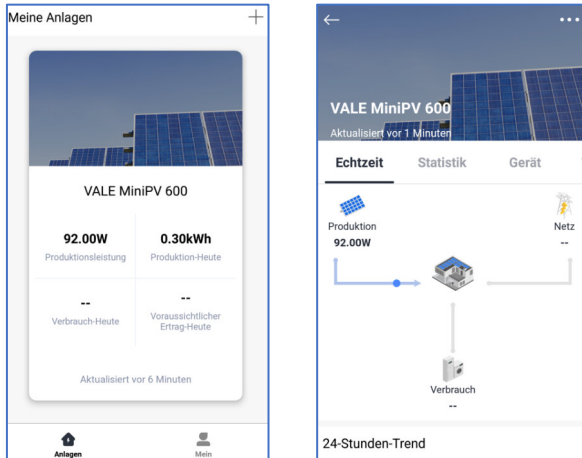 Meine Anlagen
VALE MiniPV 600
92.00W
0.30kWh
Produktionsleistung
Produktion-Heute
--
--
Verbrauch-Heute
Voraussichtlicher
Ertrag-Heute
Aktualisiert vor 6 Minuten
Anlagen
Mein
VALE MiniPV 600
Aktualisiert vor 1 Minuten
Echtzeit
Statistik
Gerät
Produktion
92.00W
Netz
--
Verbrauch
--
24-Stunden-Trend